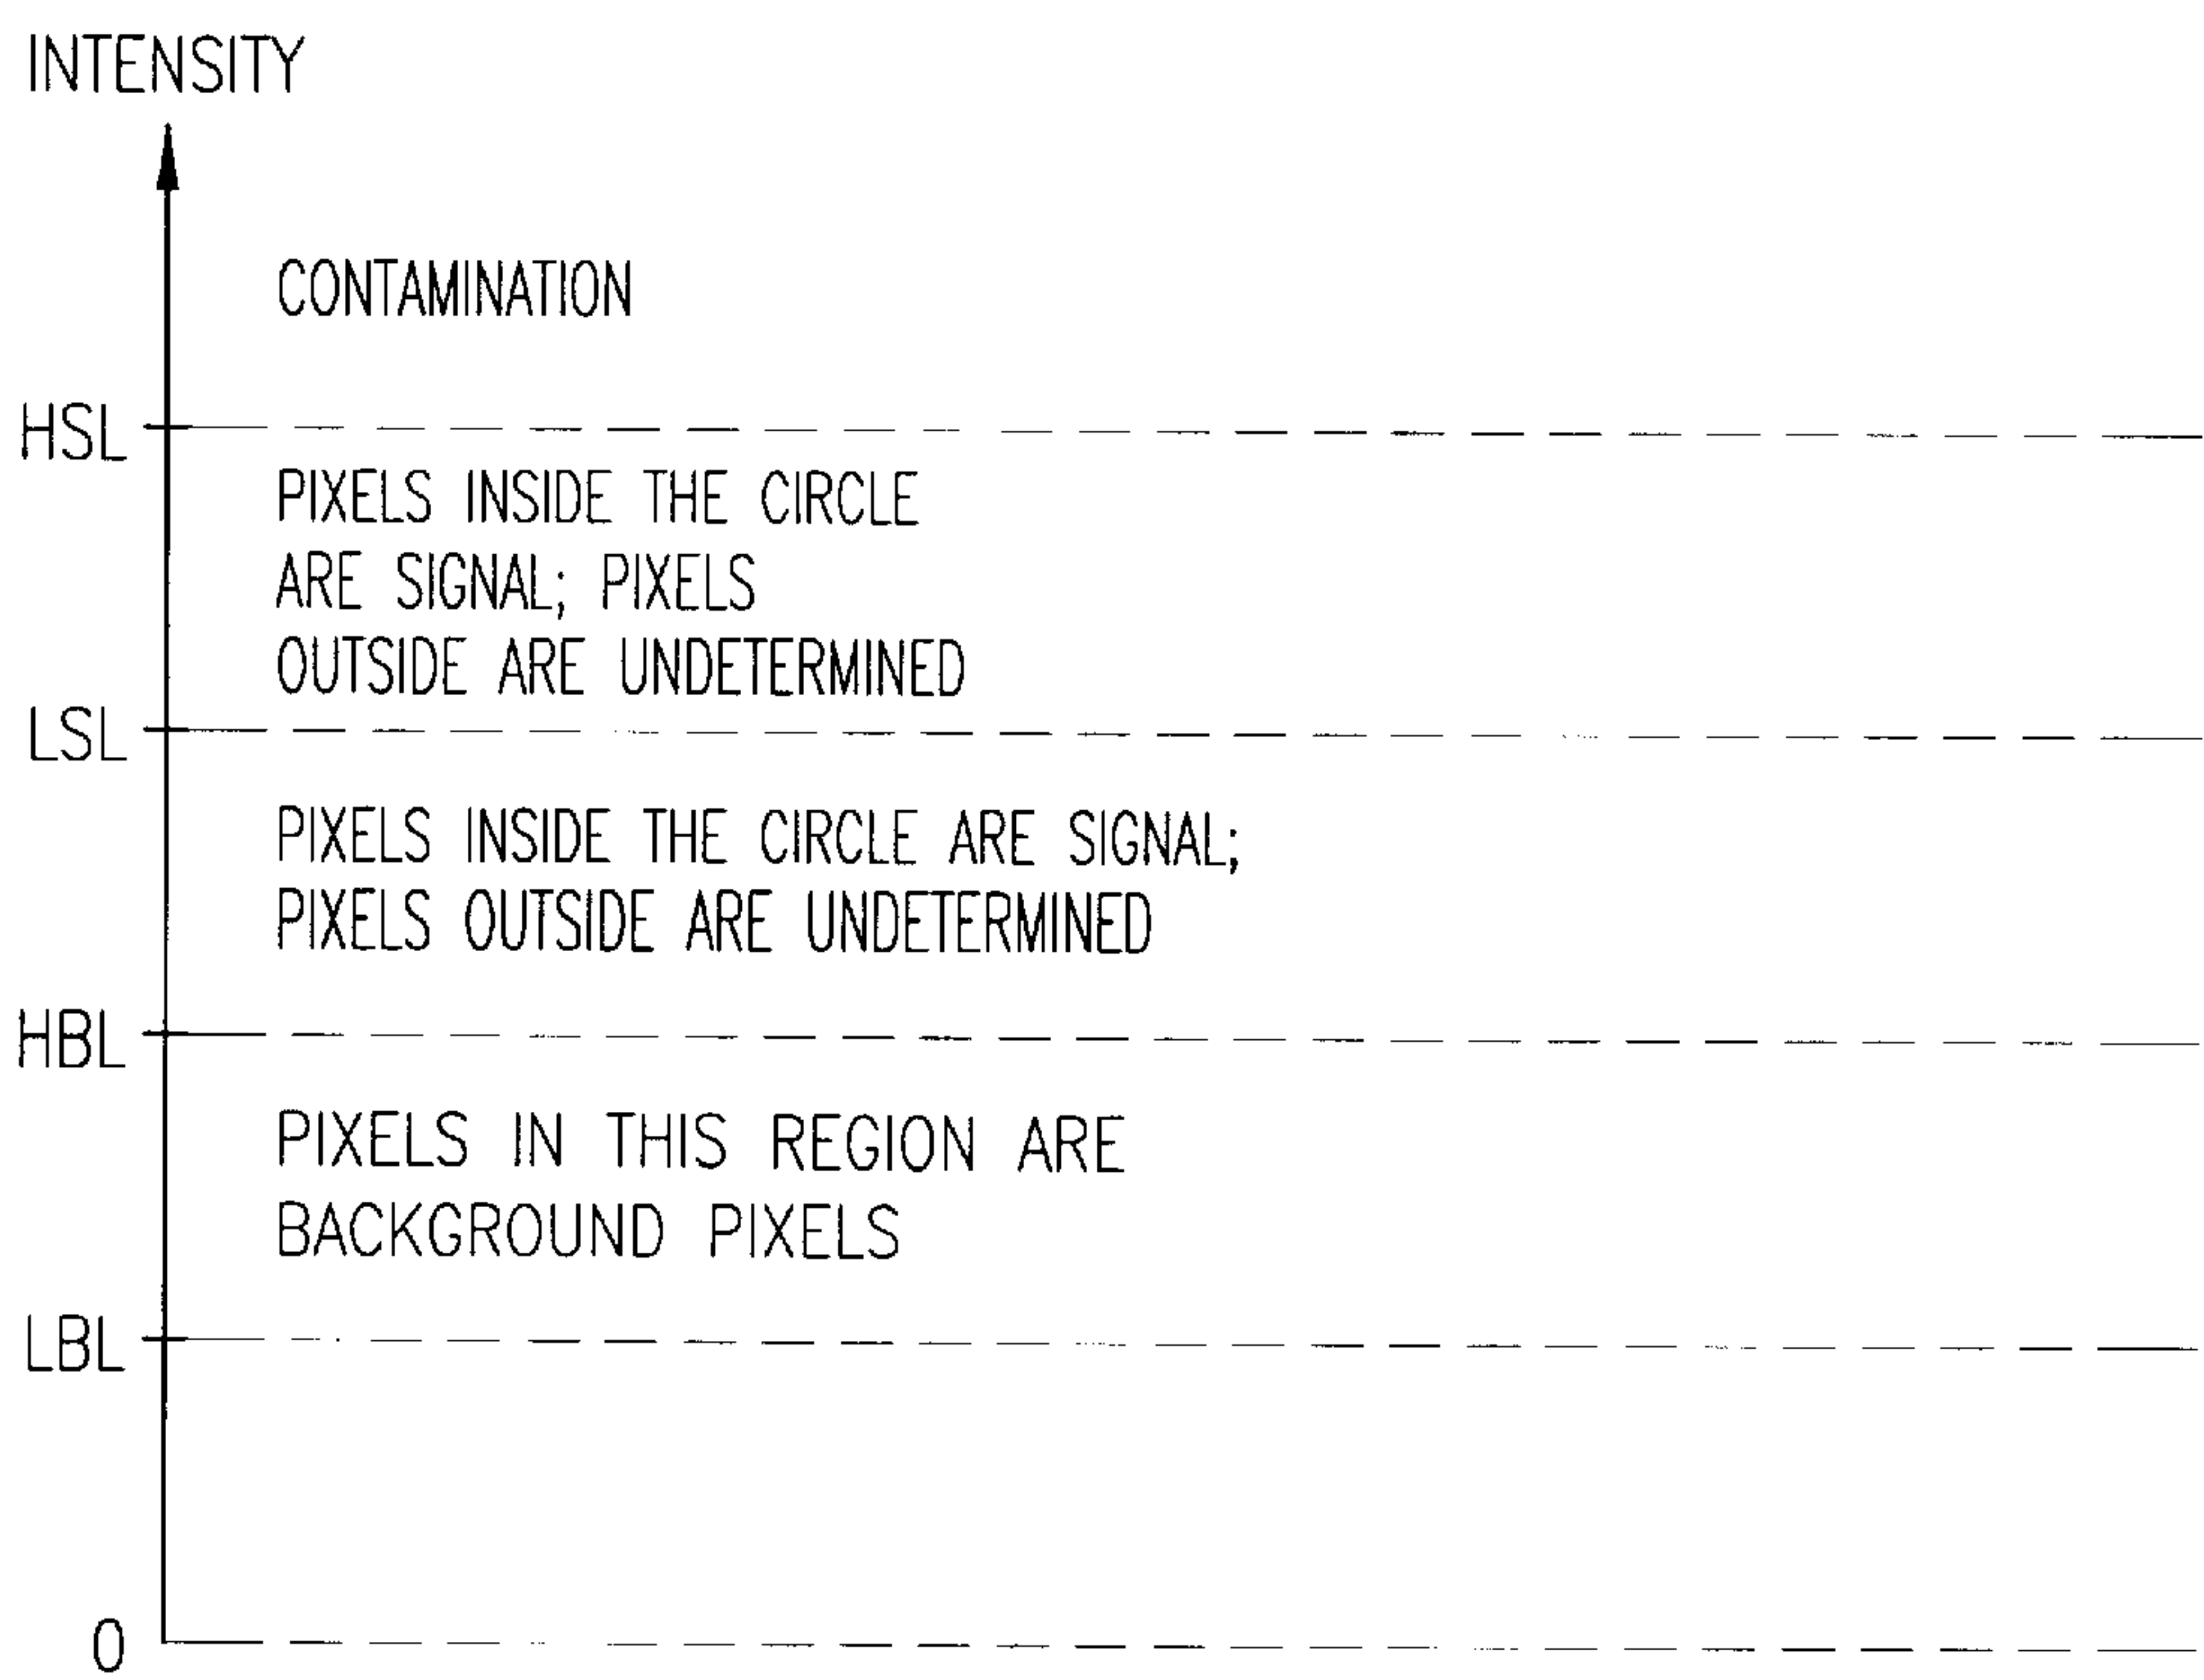 INTENSITY
CONTAMINATION
HSL
PIXELS INSIDE THE CIRCLE
ARE SIGNAL; PIXELS
OUTSIDE ARE UNDETERMINED
LSL
PIXELS INSIDE THE CIRCLE ARE SIGNAL;
PIXELS OUTSIDE ARE UNDETERMINED
HBL
PIXELS IN THIS REGION ARE
BACKGROUND PIXELS
LBL
0